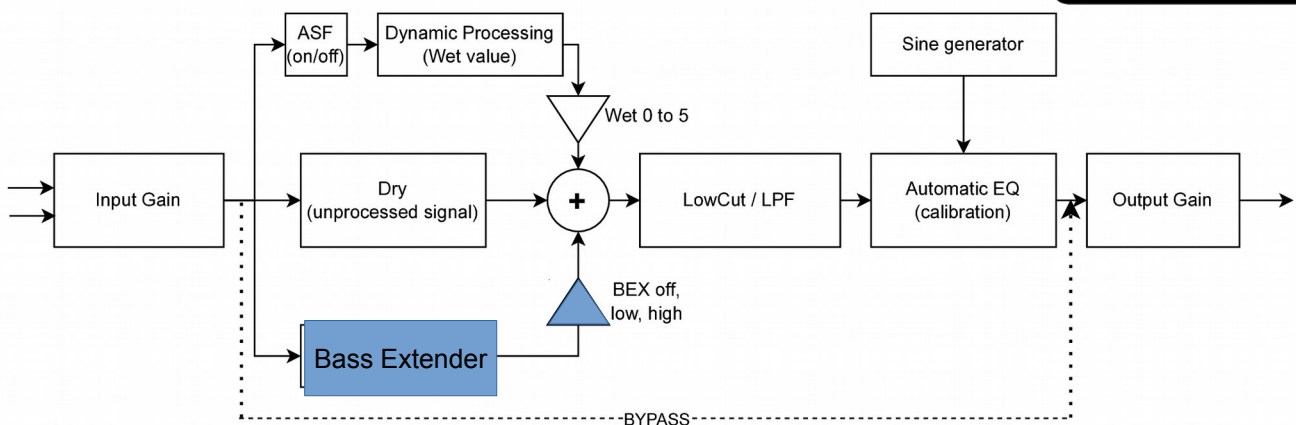 ASF
(on/off)
Dynamic Processing
(Wet value)
Sine generator
Wet 0 to 5
Input Gain
Dry
(unprocessed signal)
+
LowCut / LPF
Automatic EQ
(calibration)
Output Gain
BEX off,
low, high
Bass Extender
BYPASS